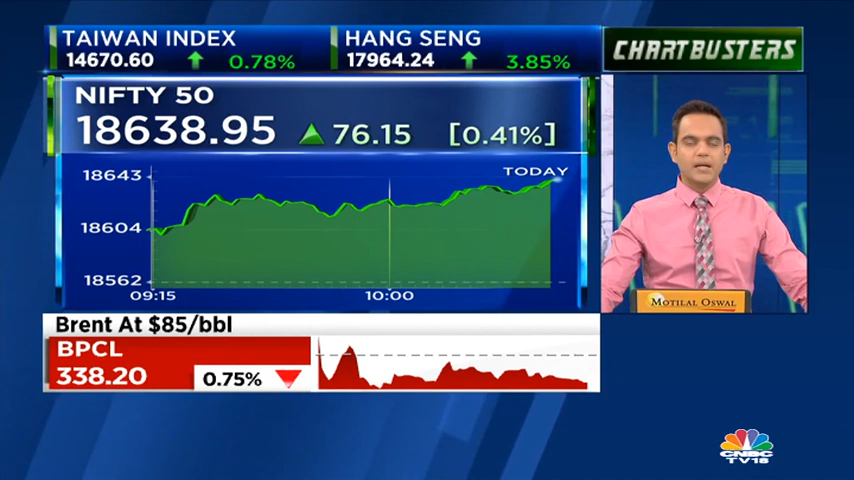 TAIWAN INDEX
14670.60 0.78%
HANG SENG
17964.24 3.85%
CHARTBUSTERS
NIFTY 50
18638.95 76.15 [0.41%]
TODAY
18643
18604
18562
09:15 10:00
MOTILAL OSWAL
Brent At $85/bbl
BPCL
338.20 0.75%
CNBC
TV18